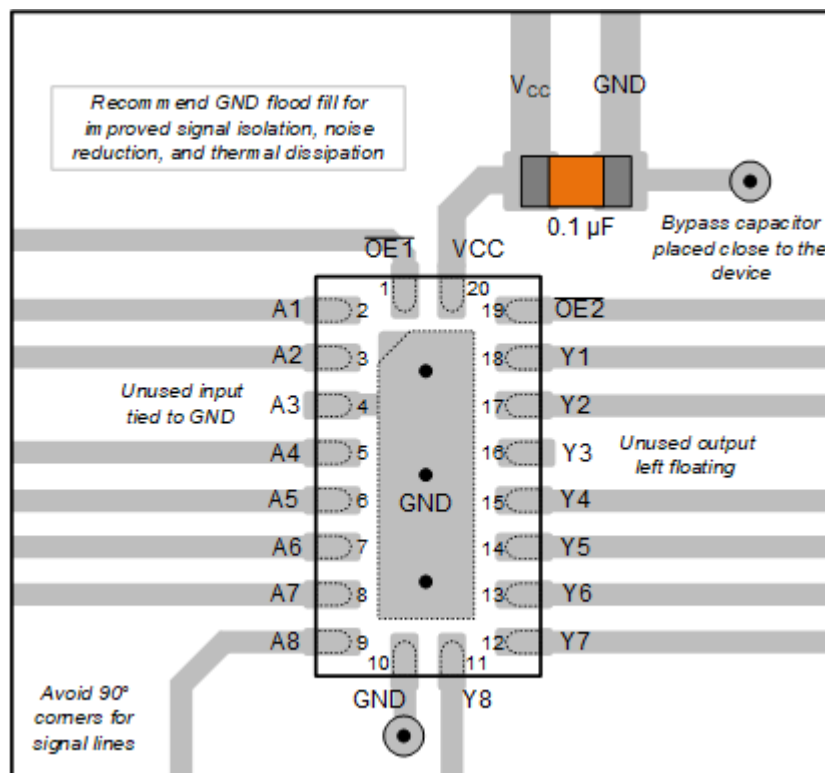 Recommend GND flood fill for
improved signal isolation, noise
reduction, and thermal dissipation
VCC GND
0.1 µF
Bypass capacitor
placed close to the
device
OE1 VCC
1 20
A1 2 19 OE2
A2 3 18 Y1
Unused input
tied to GND
A3 4 17 Y2
A4 5 16 Y3
Unused output
left floating
A5 6 GND 15 Y4
A6 7 14 Y5
A7 8 13 Y6
A8 9 12 Y7
10 11
GND Y8
Avoid 90°
corners for
signal lines